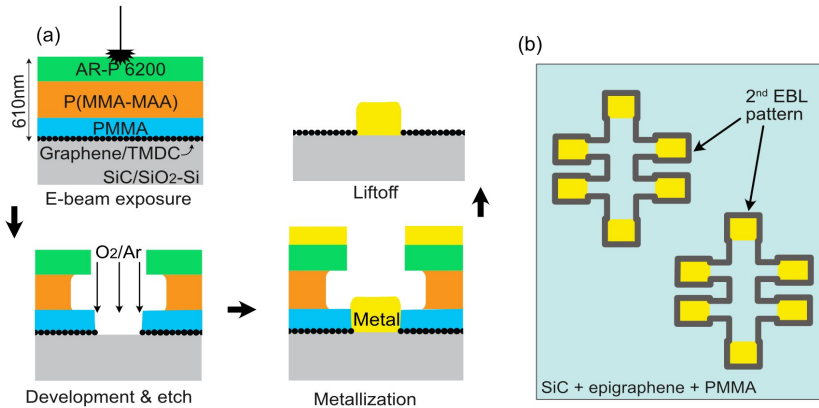 (a)
AR-P 6200
P(MMA-MAA)
PMMA
610nm
Graphene/TMDC
SiC/SiO2-Si
E-beam exposure
Liftoff
O2/Ar
Development & etch
Metal
Metallization
(b)
2nd EBL
pattern
SiC + epigraphene + PMMA